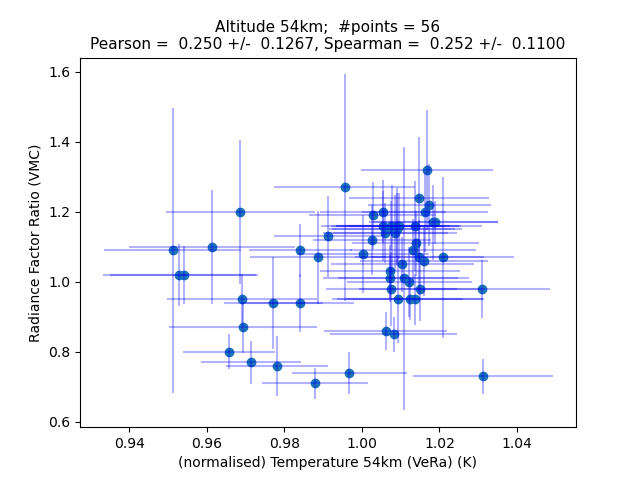 Altitude 54km;  #points = 56
Pearson =  0.250 +/-  0.1267, Spearman =  0.252 +/-  0.1100
1.6
1.4
1.2
1.0
0.8
0.6
Radiance Factor Ratio (VMC)
0.94 0.96 0.98 1.00 1.02 1.04
(normalised) Temperature 54km (VeRa) (K)